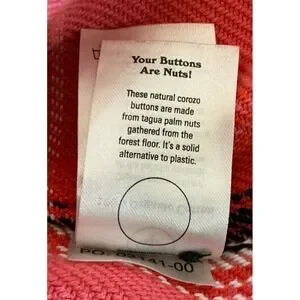 Your Buttons
Are Nuts!
These natural corozo
buttons are made
from tagua palm nuts
gathered from the
forest floor. It's a solid
alternative to plastic.